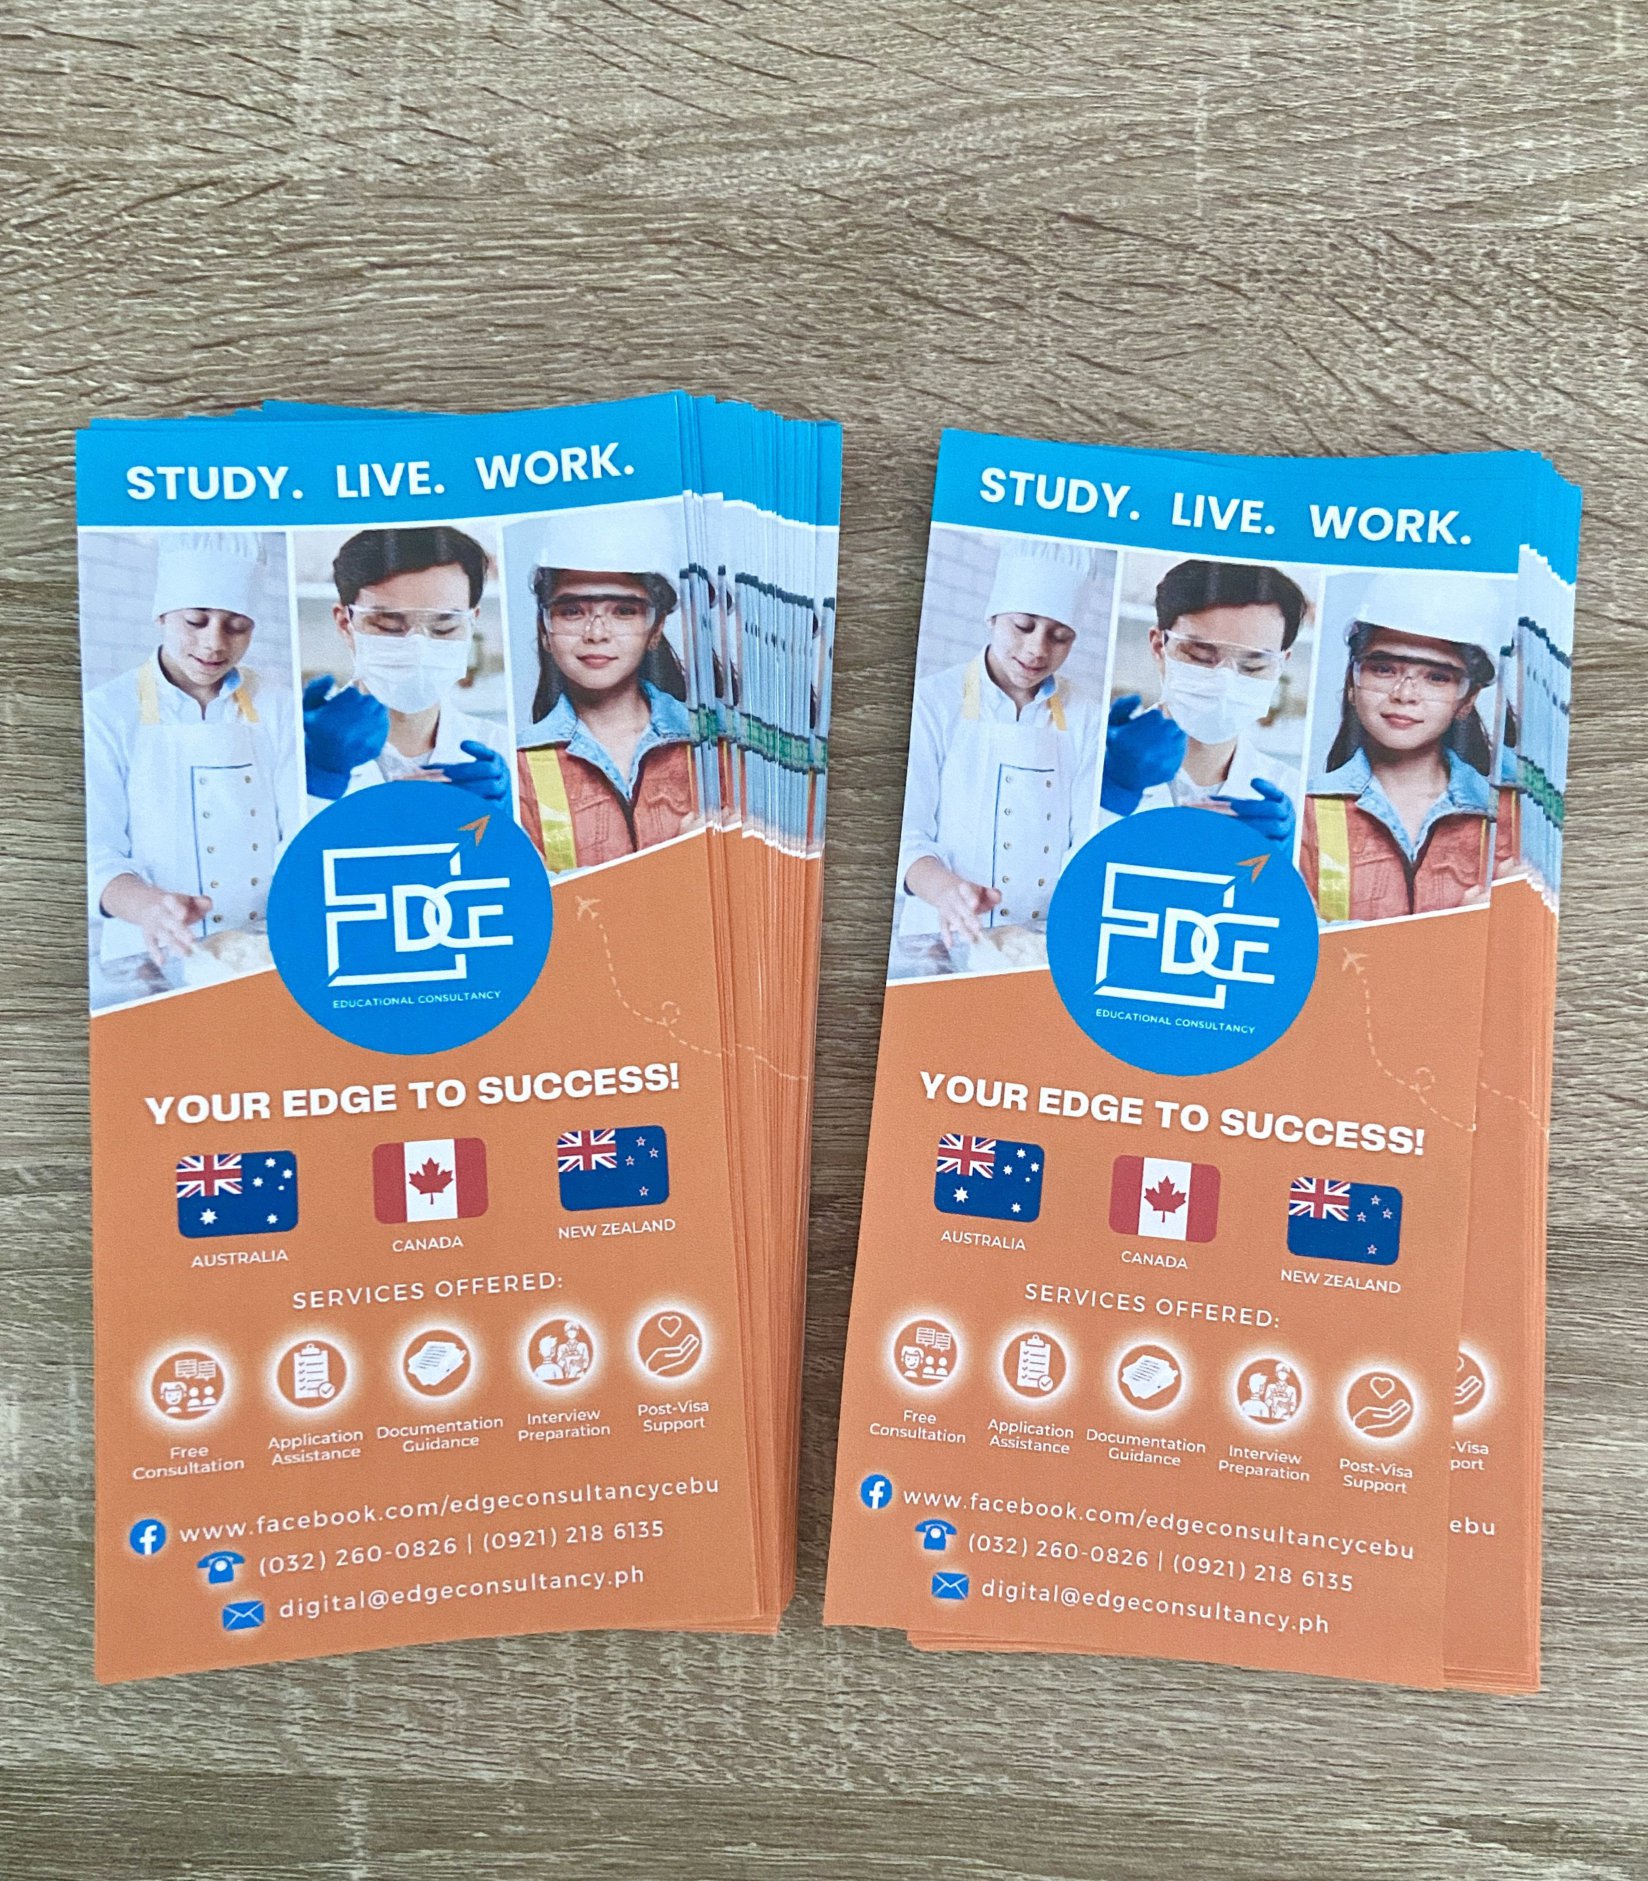 STUDY. LIVE. WORK.
EDGE
EDUCATIONAL CONSULTANCY
YOUR EDGE TO SUCCESS!
AUSTRALIA
CANADA
NEW ZEALAND
SERVICES OFFERED:
Free
Consultation
Application
Assistance
Documentation
Guidance
Interview
Preparation
Post-Visa
Support
www.facebook.com/edgeconsultancycebu
(032) 260-0826 | (0921) 218 6135
digital@edgeconsultancy.ph
STUDY. LIVE. WORK.
EDGE
EDUCATIONAL CONSULTANCY
YOUR EDGE TO SUCCESS!
AUSTRALIA
CANADA
NEW ZEALAND
SERVICES OFFERED:
Free
Consultation
Application
Assistance
Documentation
Guidance
Interview
Preparation
Post-Visa
Support
www.facebook.com/edgeconsultancycebu
(032) 260-0826 | (0921) 218 6135
digital@edgeconsultancy.ph
-Visa
port
ebu